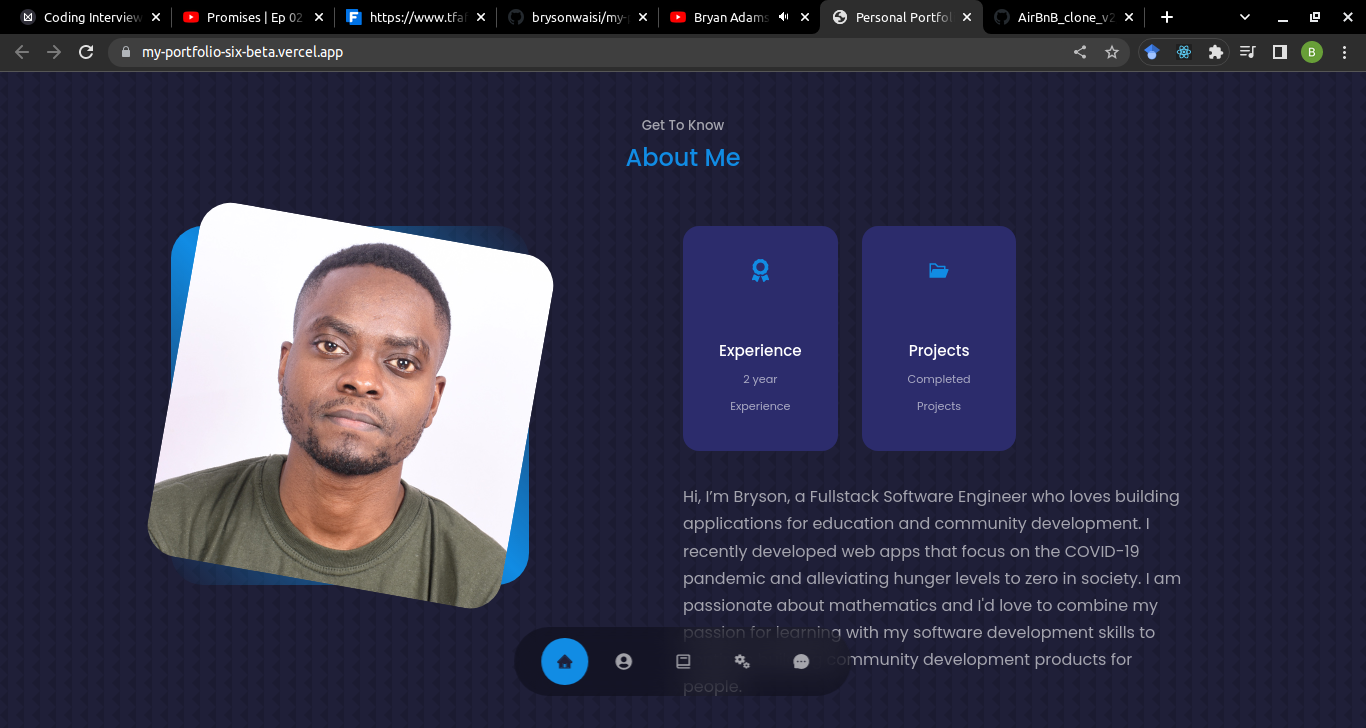 Coding Interview
Promises | Ep 02
https://www.tfa
brysonwaisi/my-
Bryan Adams
Personal Portfol
AirBnB_clone_v2
my-portfolio-six-beta.vercel.app
B
Get To Know
About Me
Experience
2 year
Experience
Projects
Completed
Projects
Hi, I’m Bryson, a Fullstack Software Engineer who loves building
applications for education and community development. I
recently developed web apps that focus on the COVID-19
pandemic and alleviating hunger levels to zero in society. I am
passionate about mathematics and I'd love to combine my
passion for learning with my software development skills to
community development products for
people.